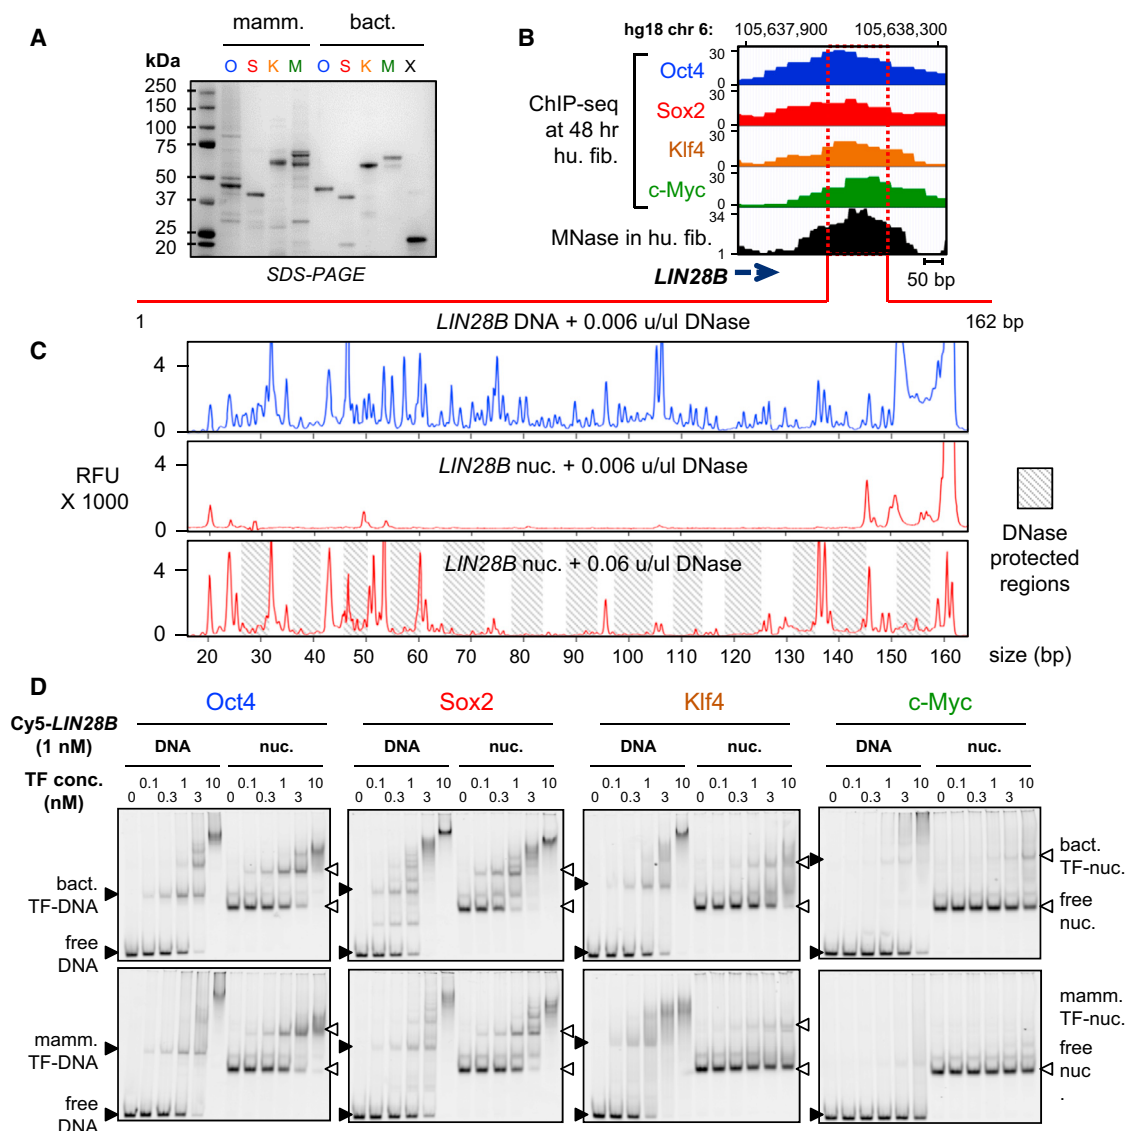 A
mamm. bact.
kDa
O S K M O S K M X
250
150
100
75
50
37
25
20
SDS-PAGE
B
hg18 chr 6: 105,637,900 105,638,300
ChIP-seq
at 48 hr
hu. fib.
Oct4
30
0
Sox2
30
0
Klf4
30
0
c-Myc
30
0
MNase in hu. fib.
34
1
LIN28B
50 bp
1
162 bp
C
LIN28B DNA + 0.006 u/ul DNase
4
0
LIN28B nuc. + 0.006 u/ul DNase
4
0
LIN28B nuc. + 0.06 u/ul DNase
4
0
RFU
X 1000
DNase
protected
regions
20 30 40 50 60 70 80 90 100 110 120 130 140 150 160 size (bp)
D
Oct4 Sox2 Klf4 c-Myc
Cy5-LIN28B
(1 nM)
DNA nuc. DNA nuc. DNA nuc. DNA nuc.
TF conc.
(nM)
0.1 1 10 0.1 1 10 0.1 1 10 0.1 1 10 0.1 1 10 0.1 1 10 0.1 1 10 0.1 1 10
0 0.3 3 0 0.3 3 0 0.3 3 0 0.3 3 0 0.3 3 0 0.3 3 0 0.3 3 0 0.3 3
bact.
TF-DNA
free
DNA
bact.
TF-nuc.
free
nuc.
mamm.
TF-DNA
free
DNA
mamm.
TF-nuc.
free
nuc
.